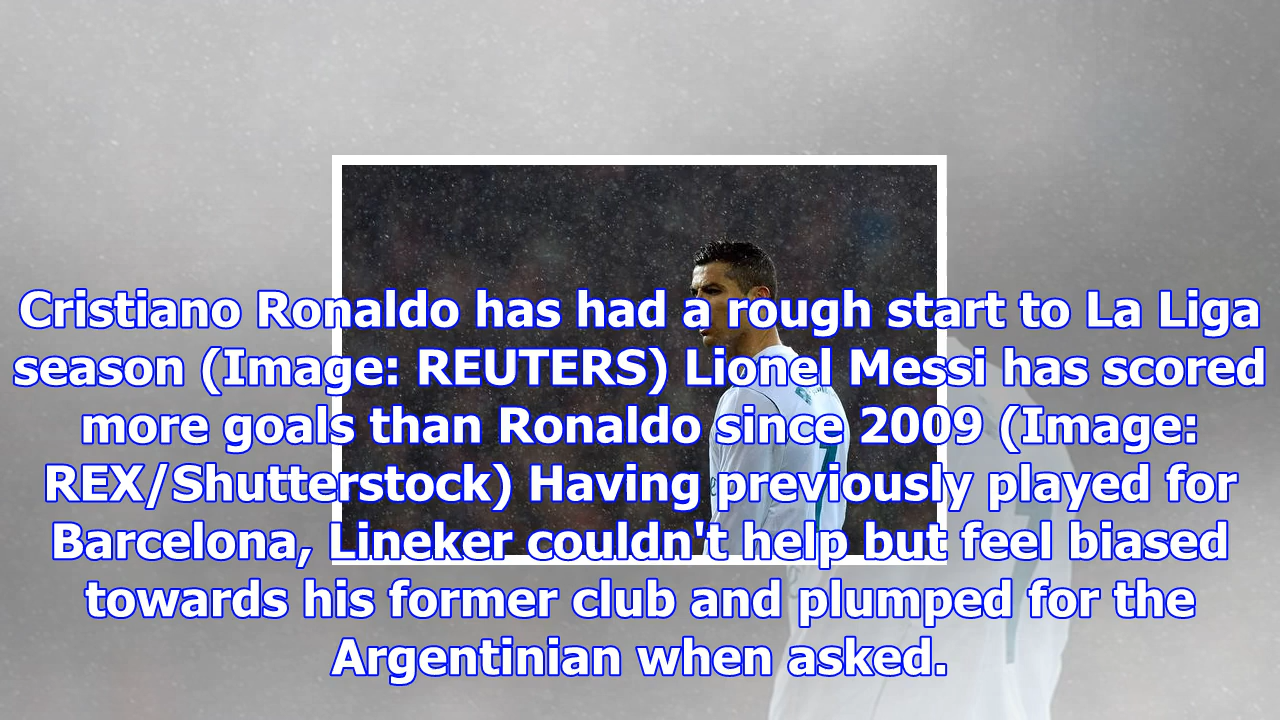 Cristiano Ronaldo has had a rough start to La Liga
season (Image: REUTERS) Lionel Messi has scored
more goals than Ronaldo since 2009 (Image:
REX/Shutterstock) Having previously played for
Barcelona, Lineker couldn't help but feel biased
towards his former club and plumped for the
Argentinian when asked.
7